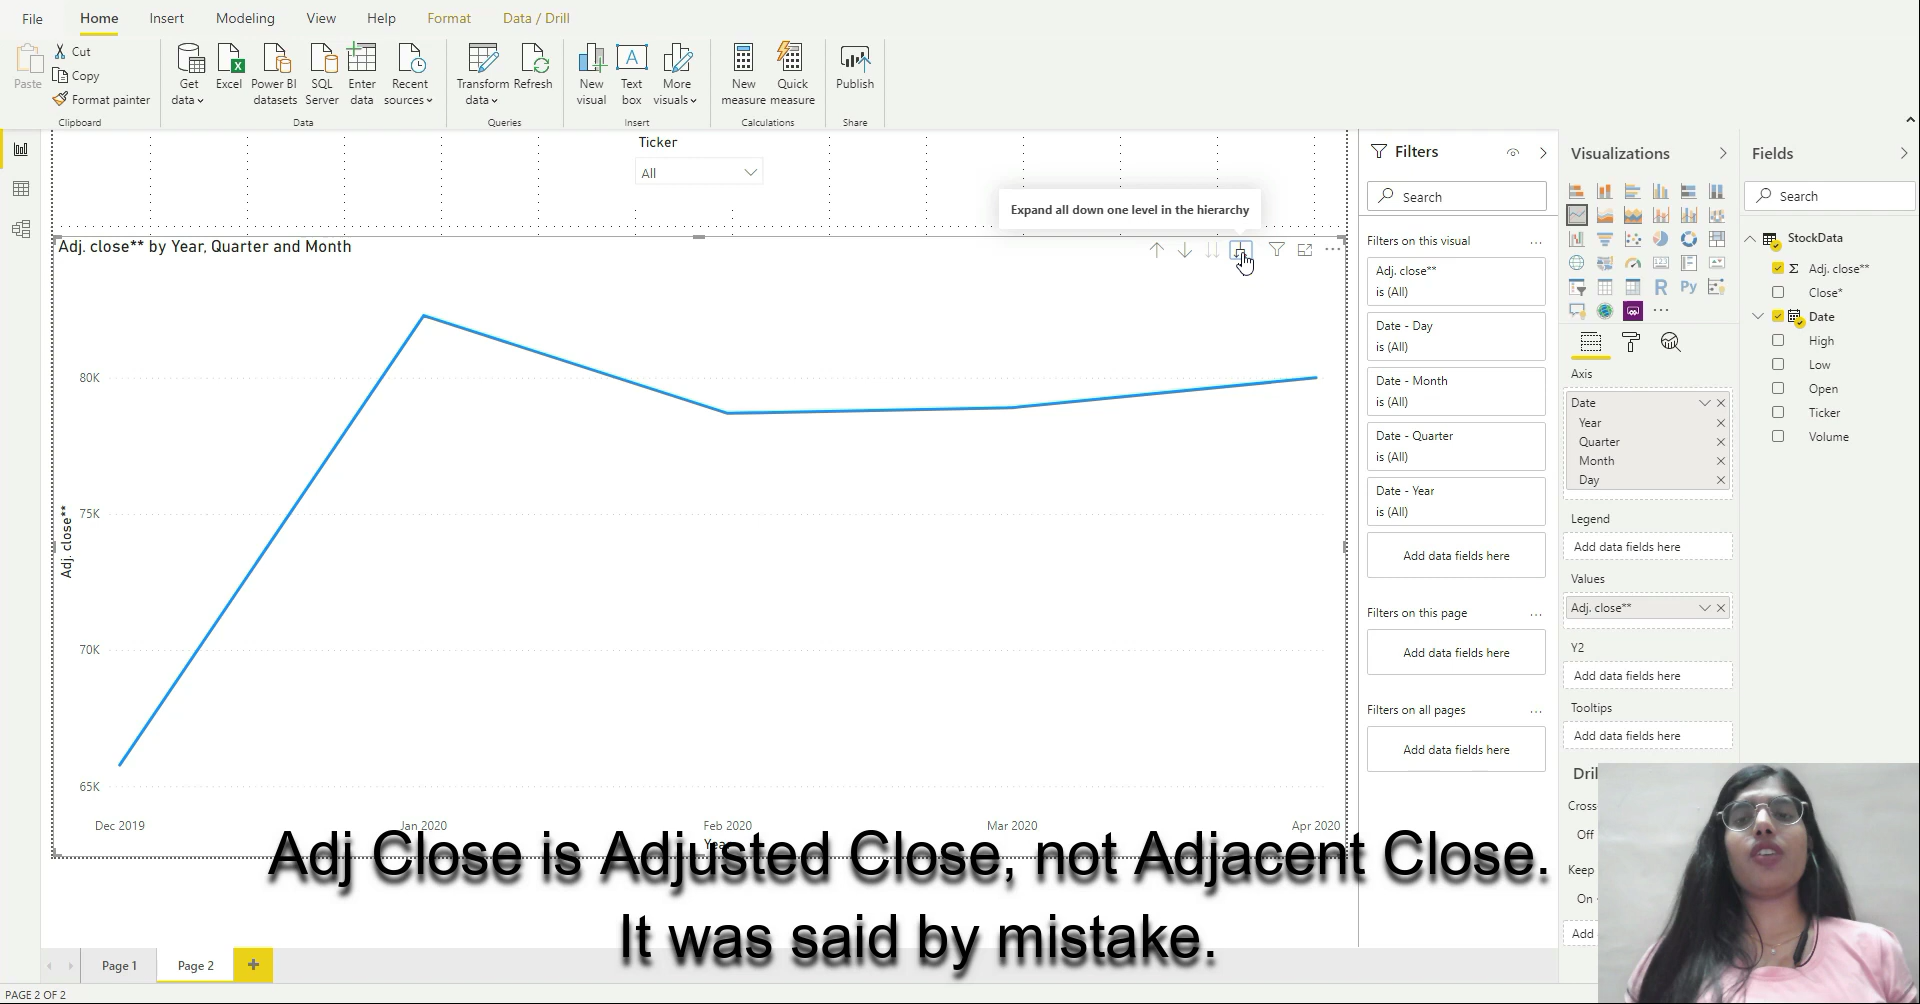 File Home Insert Modeling View Help Format Data / Drill
Paste
Cut
Copy
Format painter
Clipboard
Get data
Excel
Power BI datasets
SQL Server
Enter data
Recent sources
Data
Transform data
Refresh
Queries
New visual
Text box
More visuals
Insert
New measure
Quick measure
Calculations
Publish
Share
Ticker
All
Expand all down one level in the hierarchy
Adj. close** by Year, Quarter and Month
80K
75K
70K
65K
Adj. close**
Dec 2019 Jan 2020 Feb 2020 Mar 2020 Apr 2020
Adj Close is Adjusted Close, not Adjacent Close.
It was said by mistake.
Page 1 Page 2 +
PAGE 2 OF 2
Filters
Search
Filters on this visual ...
Adj. close**
is (All)
Date - Day
is (All)
Date - Month
is (All)
Date - Quarter
is (All)
Date - Year
is (All)
Add data fields here
Filters on this page ...
Add data fields here
Filters on all pages ...
Add data fields here
Visualizations
R Py
123
...
Axis
Date
Year
Quarter
Month
Day
Legend
Add data fields here
Values
Adj. close**
Y2
Add data fields here
Tooltips
Add data fields here
Dril
Cross
Off
Keep
On
Add
Fields
Search
StockData
Σ Adj. close**
Close*
Date
High
Low
Open
Ticker
Volume